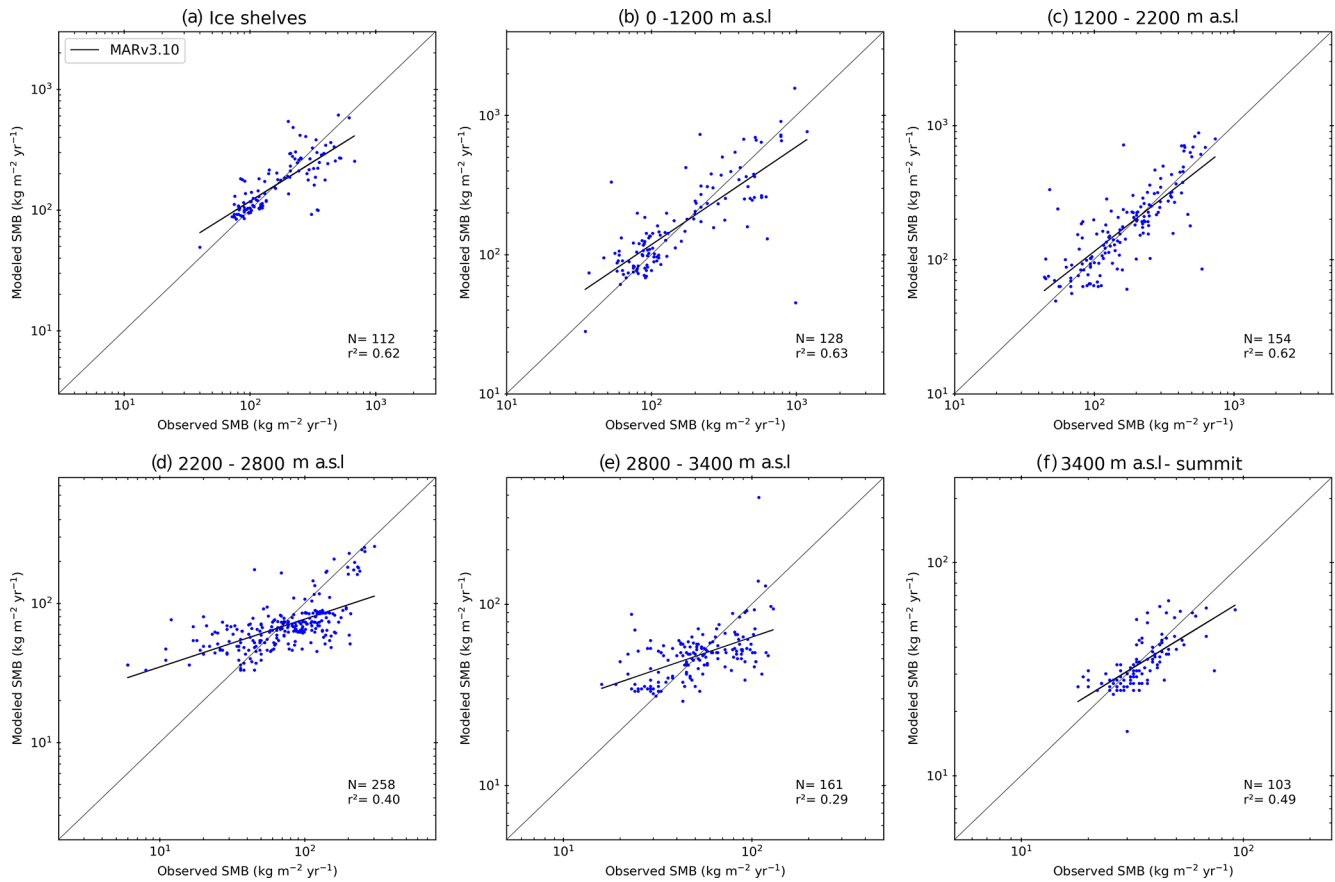 (a) Ice shelves
MARv3.10
10³
10²
10¹
Modeled SMB (kg m⁻² yr⁻¹)
N= 112
r²= 0.62
10¹ 10² 10³
Observed SMB (kg m⁻² yr⁻¹)
(b) 0 -1200 m a.s.l
10³
10²
10¹
Modeled SMB (kg m⁻² yr⁻¹)
N= 128
r²= 0.63
10¹ 10² 10³
Observed SMB (kg m⁻² yr⁻¹)
(c) 1200 - 2200 m a.s.l
10³
10²
10¹
Modeled SMB (kg m⁻² yr⁻¹)
N= 154
r²= 0.62
10¹ 10² 10³
Observed SMB (kg m⁻² yr⁻¹)
(d) 2200 - 2800 m a.s.l
10²
10¹
Modeled SMB (kg m⁻² yr⁻¹)
N= 258
r²= 0.40
10¹ 10²
Observed SMB (kg m⁻² yr⁻¹)
(e) 2800 - 3400 m a.s.l
10²
10¹
Modeled SMB (kg m⁻² yr⁻¹)
N= 161
r²= 0.29
10¹ 10²
Observed SMB (kg m⁻² yr⁻¹)
(f) 3400 m a.s.l - summit
10²
10¹
Modeled SMB (kg m⁻² yr⁻¹)
N= 103
r²= 0.49
10¹ 10²
Observed SMB (kg m⁻² yr⁻¹)